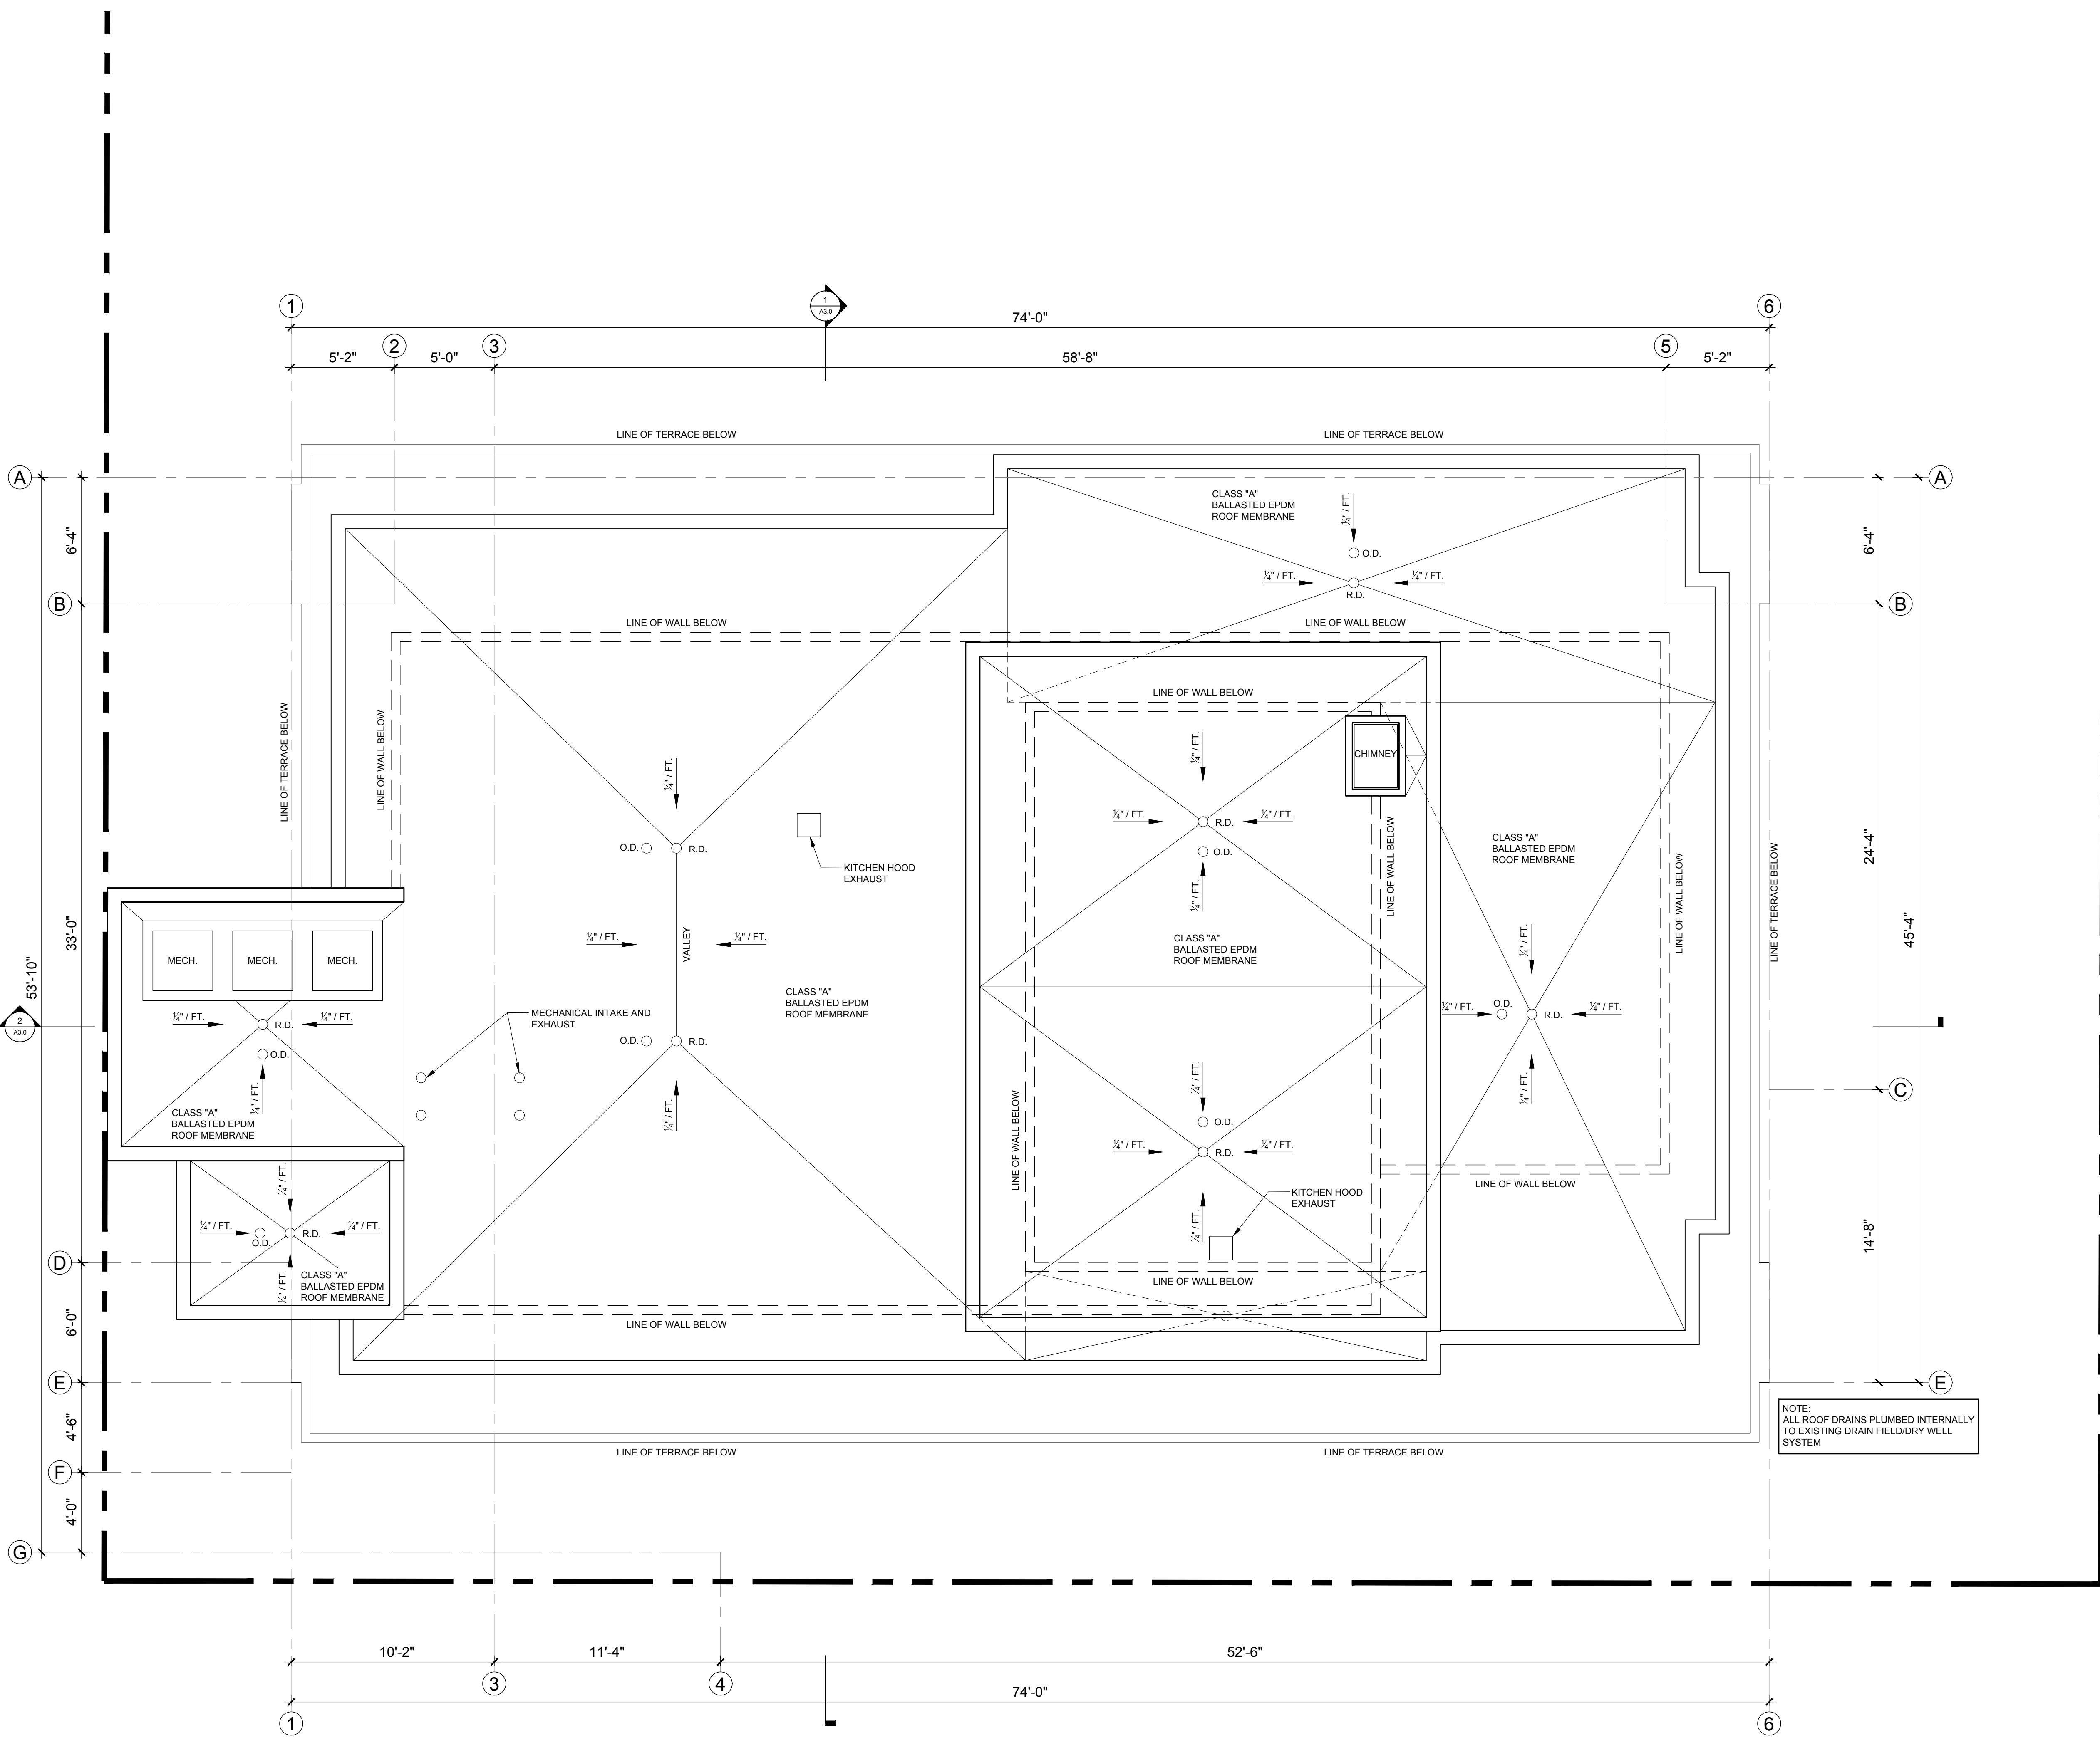 1
1
A3.0
6
74'-0"
2
3
5
5'-2"
5'-0"
58'-8"
5'-2"
LINE OF TERRACE BELOW
LINE OF TERRACE BELOW
A
A
CLASS "A"
BALLASTED EPDM
ROOF MEMBRANE
¼" / FT.
6'-4"
6'-4"
O.D.
¼" / FT.
¼" / FT.
R.D.
B
B
LINE OF WALL BELOW
LINE OF WALL BELOW
LINE OF WALL BELOW
LINE OF TERRACE BELOW
LINE OF WALL BELOW
¼" / FT.
¼" / FT.
CHIMNEY
¼" / FT.
R.D.
¼" / FT.
O.D.
R.D.
O.D.
¼" / FT.
KITCHEN HOOD
EXHAUST
LINE OF WALL BELOW
CLASS "A"
BALLASTED EPDM
ROOF MEMBRANE
LINE OF WALL BELOW
LINE OF TERRACE BELOW
24'-4"
45'-4"
33'-0"
53'-10"
¼" / FT.
VALLEY
¼" / FT.
CLASS "A"
BALLASTED EPDM
ROOF MEMBRANE
¼" / FT.
MECH.
MECH.
MECH.
CLASS "A"
BALLASTED EPDM
ROOF MEMBRANE
2
A3.0
¼" / FT.
R.D.
¼" / FT.
MECHANICAL INTAKE AND
EXHAUST
¼" / FT.
O.D.
R.D.
¼" / FT.
O.D.
O.D.
R.D.
¼" / FT.
¼" / FT.
¼" / FT.
¼" / FT.
C
CLASS "A"
BALLASTED EPDM
ROOF MEMBRANE
O.D.
¼" / FT.
R.D.
¼" / FT.
LINE OF WALL BELOW
¼" / FT.
LINE OF WALL BELOW
¼" / FT.
O.D.
R.D.
¼" / FT.
KITCHEN HOOD
EXHAUST
¼" / FT.
14'-8"
D
CLASS "A"
BALLASTED EPDM
ROOF MEMBRANE
¼" / FT.
LINE OF WALL BELOW
6'-0"
LINE OF WALL BELOW
E
E
NOTE:
ALL ROOF DRAINS PLUMBED INTERNALLY
TO EXISTING DRAIN FIELD/DRY WELL
SYSTEM
4'-6"
LINE OF TERRACE BELOW
LINE OF TERRACE BELOW
F
4'-0"
G
10'-2"
11'-4"
52'-6"
3
4
74'-0"
1
6